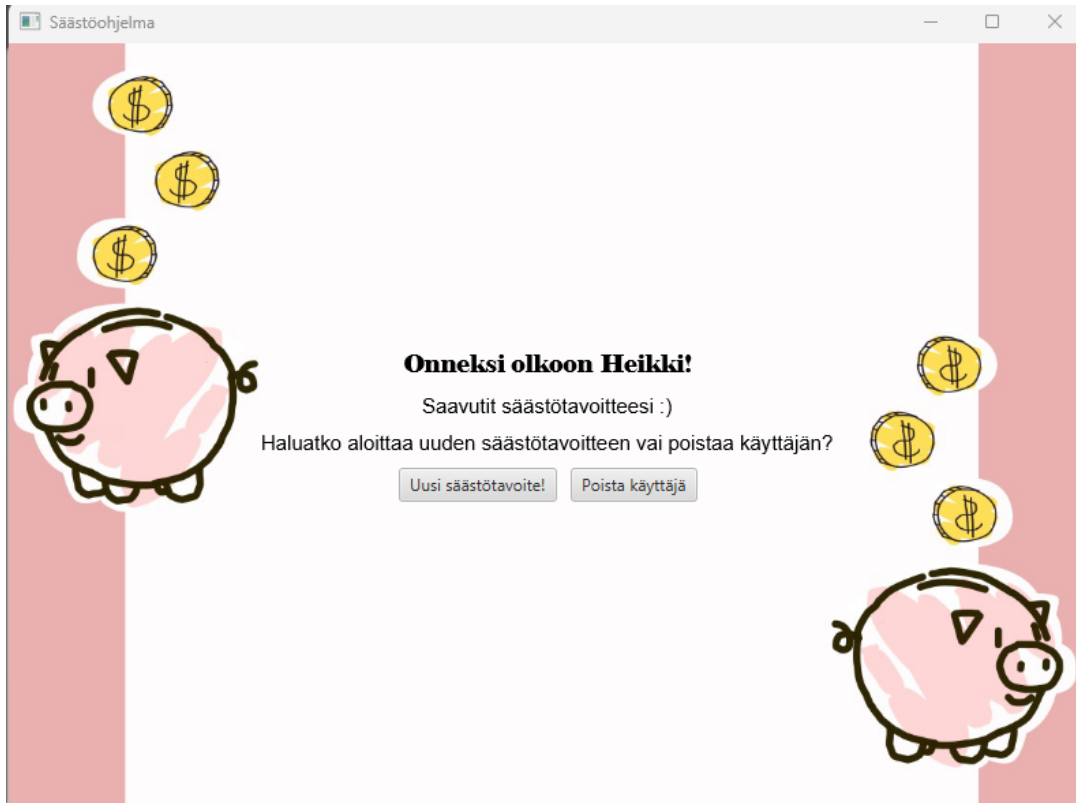 Säästöohjelma
$
$
$
Onneksi olkoon Heikki!
Saavutit säästötavoitteesi :)
Haluatko aloittaa uuden säästötavoitteen vai poistaa käyttäjän?
Uusi säästötavoite! Poista käyttäjä
$
$
$